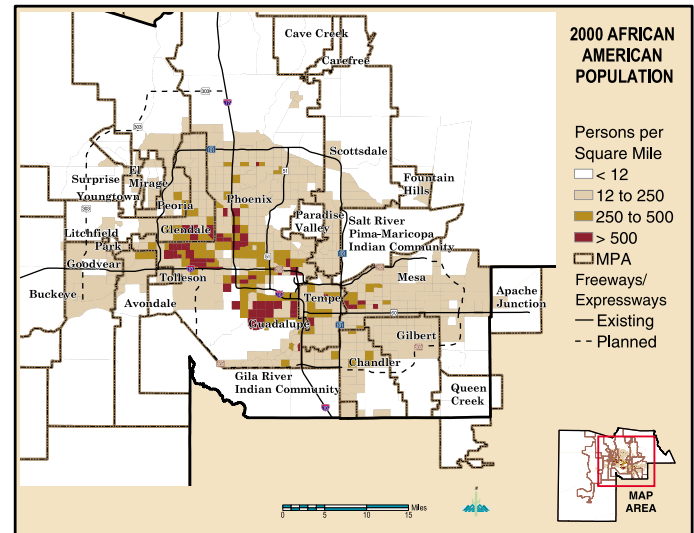 2000 AFRICAN
AMERICAN
POPULATION
Persons per
Square Mile
< 12
12 to 250
250 to 500
> 500
MPA
Freeways/
Expressways
Existing
Planned
Cave Creek
Carefree
303
303
51
Scottsdale
Surprise
El
Mirage
Youngtown
Peoria
Phoenix
Fountain
Hills
Paradise
Valley
Salt River
Pima-Maricopa
Indian Community
Litchfield
Park
Glendale
Goodyear
Tolleson
Mesa
Buckeye
Avondale
Tempe
Apache
Junction
Guadalupe
Gilbert
Chandler
Gila River
Indian Community
Queen
Creek
0
5
10
15
Miles
MAP
AREA